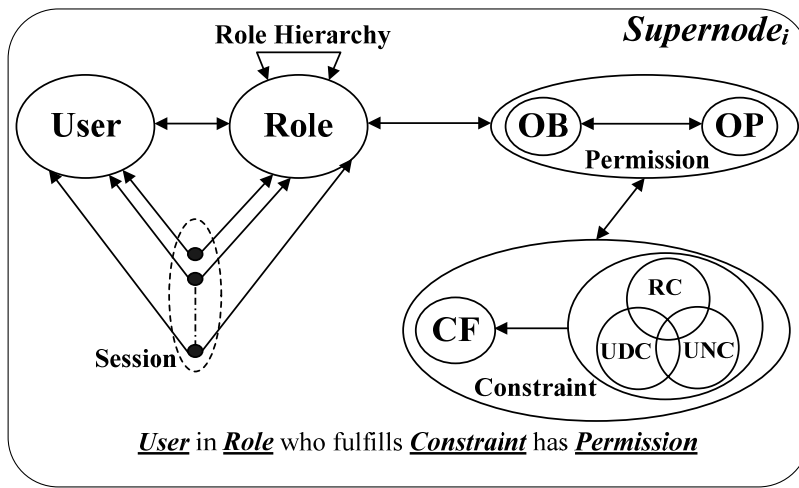 Role Hierarchy
Supernodei
User
Role
OB
OP
Permission
Session
RC
CF
UDC
UNC
Constraint
User in Role who fulfills Constraint has Permission